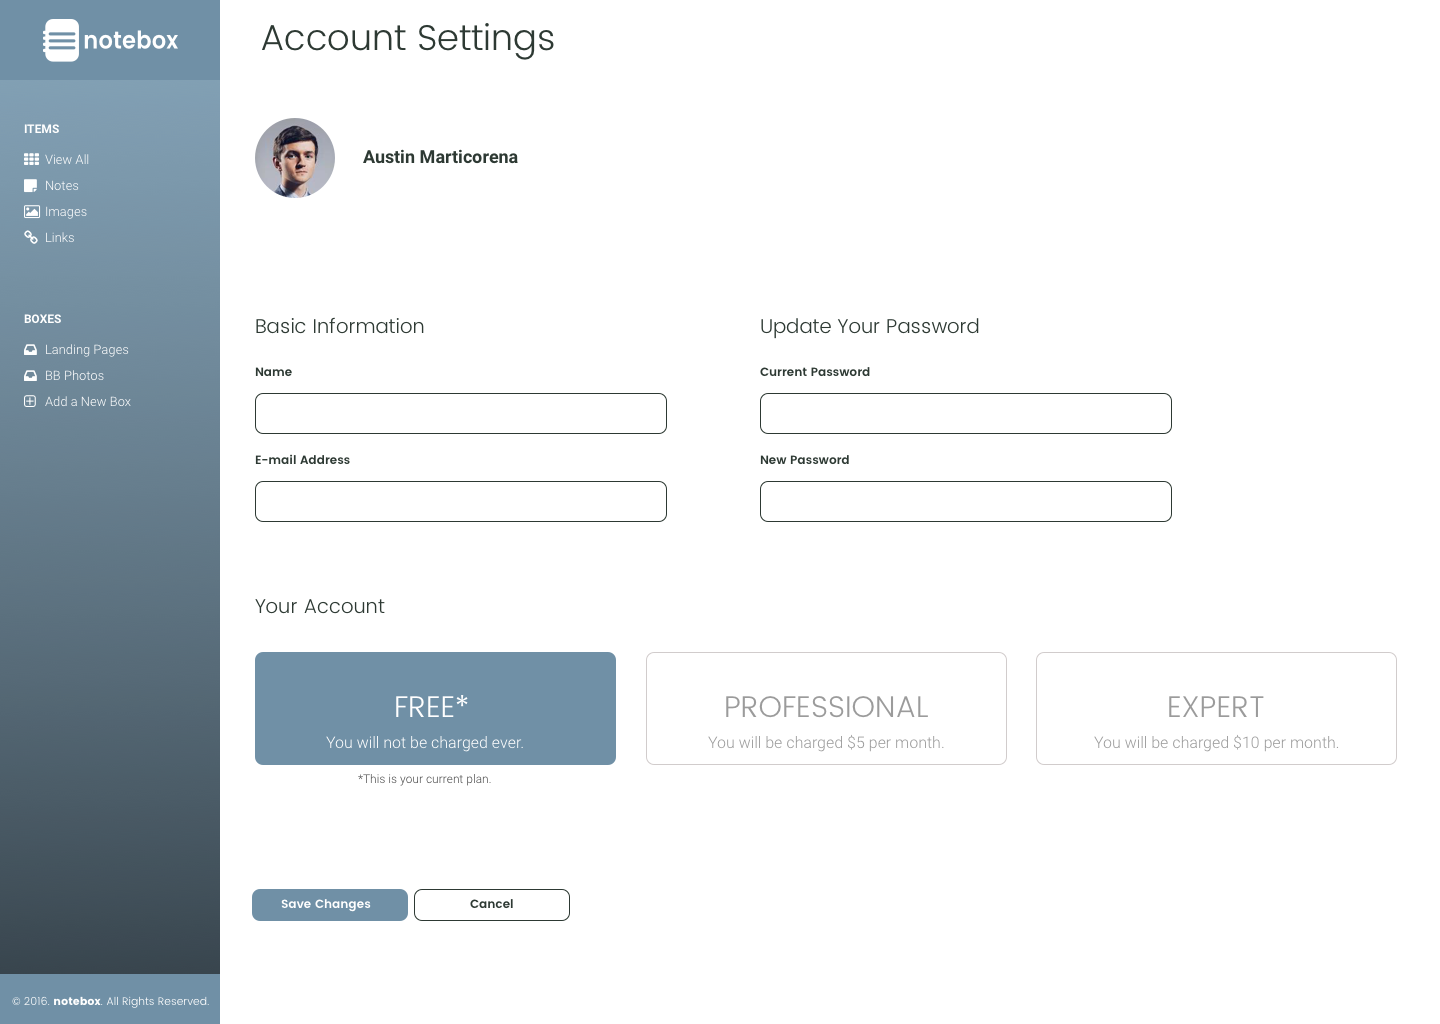 notebox
ITEMS
View All
Notes
Images
Links
BOXES
Landing Pages
BB Photos
Add a New Box
© 2016. notebox. All Rights Reserved.
Account Settings
Austin Marticorena
Basic Information
Name
E-mail Address
Update Your Password
Current Password
New Password
Your Account
FREE*
You will not be charged ever.
*This is your current plan.
PROFESSIONAL
You will be charged $5 per month.
EXPERT
You will be charged $10 per month.
Save Changes
Cancel